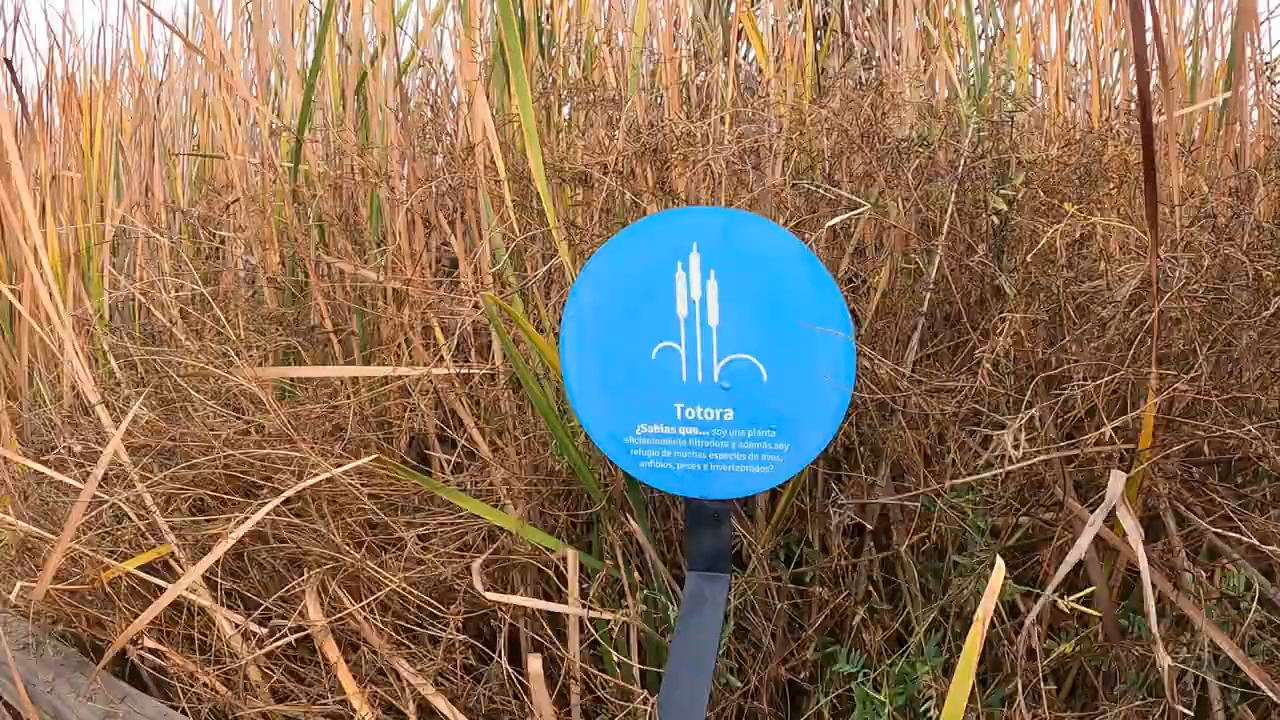 Totora
¿Sabías que... soy una planta
eficientemente filtradora y además soy
refugio de muchas especies de aves,
anfibios, peces e invertebrados?